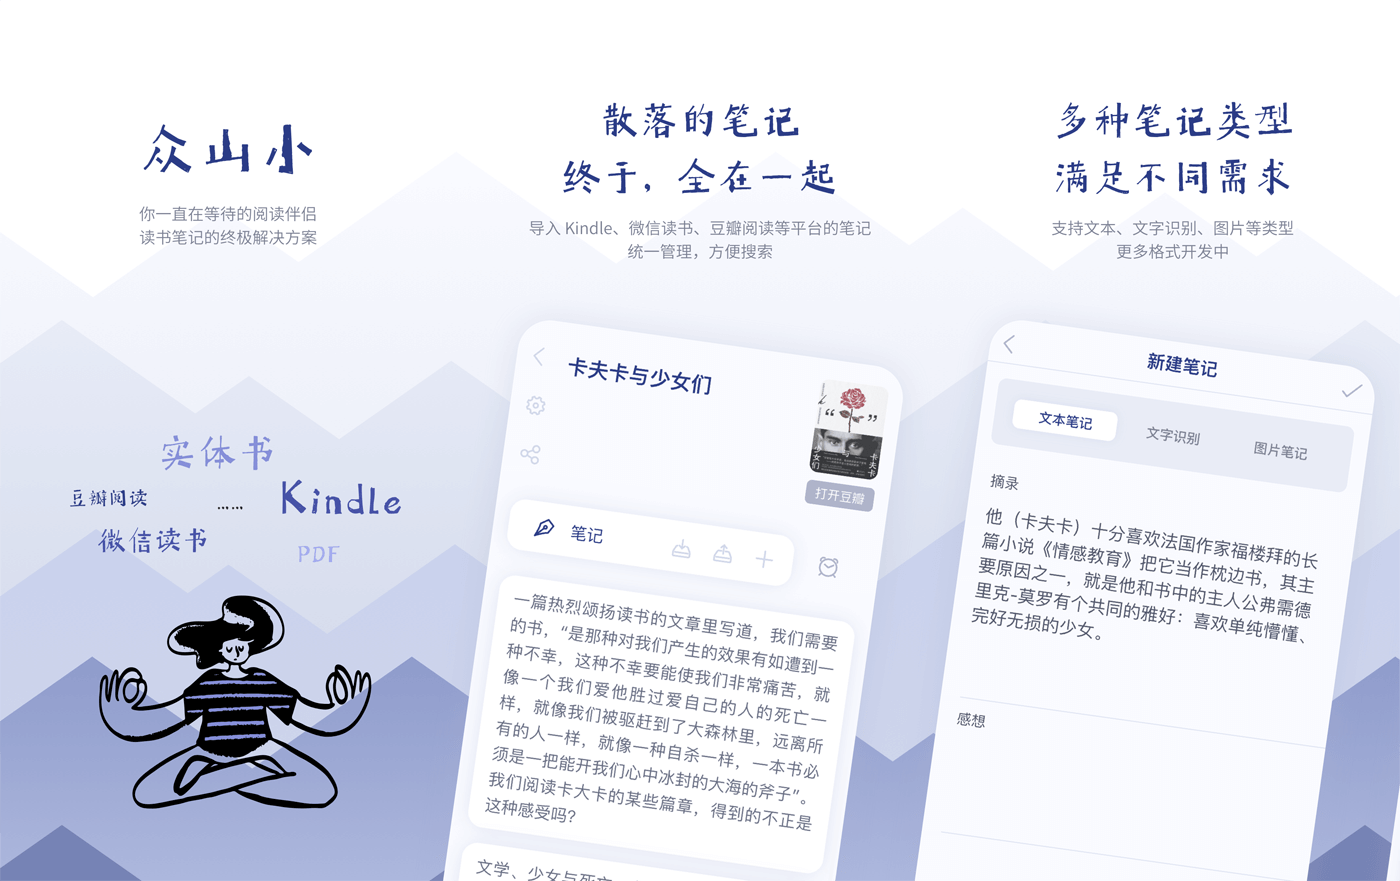 众山小
你一直在等待的阅读伴侣
读书笔记的终极解决方案
实体书
豆瓣阅读
……
Kindle
微信读书
PDF
散落的笔记
终于，全在一起
导入 Kindle、微信读书、豆瓣阅读等平台的笔记
统一管理，方便搜索
卡夫卡与少女们
打开豆瓣
笔记
一篇热烈颂扬读书的文章里写道，我们需要
的书，“是那种对我们产生的效果有如遭到一
种不幸，这种不幸要能使我们非常痛苦，就
像一个我们爱他胜过爱自己的人的死亡一
样，就像我们被驱赶到了大森林里，远离所
有的人一样，就像一种自杀一样，一本书必
须是一把能开我们心中冰封的大海的斧子”。
我们阅读卡大卡的某些篇章，得到的不正是
这种感受吗？
多种笔记类型
满足不同需求
支持文本、文字识别、图片等类型
更多格式开发中
新建笔记
文本笔记
文字识别
图片笔记
摘录
他（卡夫卡）十分喜欢法国作家福楼拜的长
篇小说《情感教育》把它当作枕边书，其主
要原因之一，就是他和书中的主人公弗雷德
里克-莫罗有个共同的雅好：喜欢单纯懵懂、
完好无损的少女。
感想